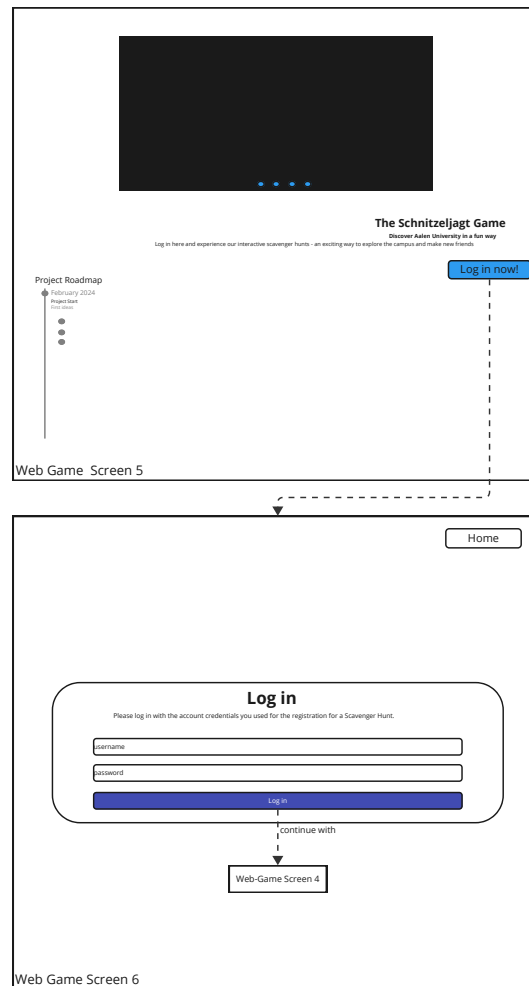 The Schnitzeljagt Game
Discover Aalen University in a fun way
Log in here and experience our interactive scavenger hunts - an exciting way to explore the campus and make new friends
Log in now!
Project Roadmap
February 2024
Project Start
First ideas
Web Game Screen 5
Home
Log in
Please log in with the account credentials you used for the registration for a Scavenger Hunt.
username
password
Log in
continue with
Web-Game Screen 4
Web Game Screen 6